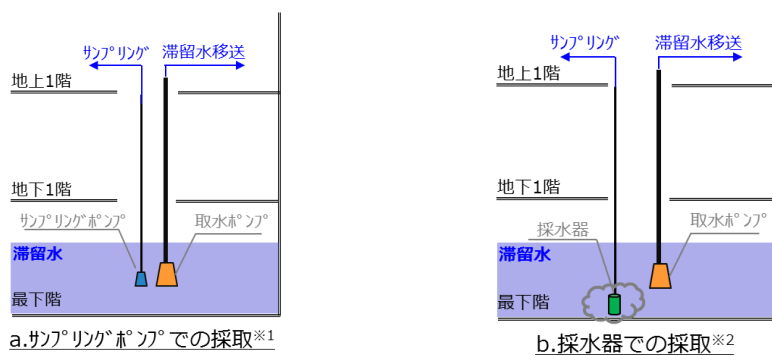 サンプリング
滞留水移送
地上1階
地下1階
サンプリングポンプ
取水ポンプ
滞留水
最下階
a.サンプリングポンプでの採取※1
サンプリング
滞留水移送
地上1階
地下1階
採水器
取水ポンプ
滞留水
最下階
b.採水器での採取※2